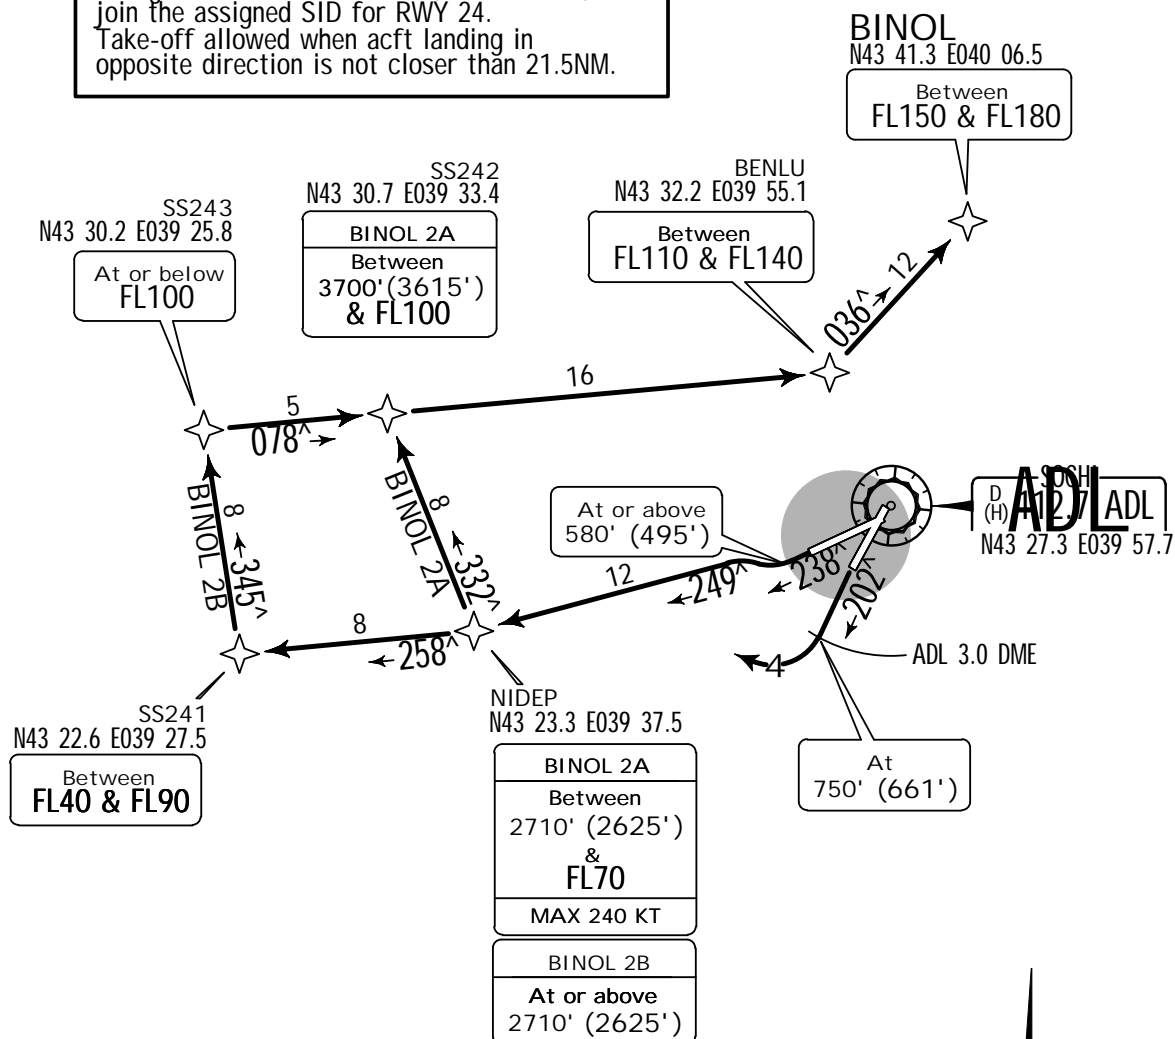 join the assigned SID for RWY 24.
Take-off allowed when acft landing in
opposite direction is not closer than 21.5NM.
BINOL
N43 41.3 E040 06.5
Between
FL150 & FL180
SS242
N43 30.7 E039 33.4
BINOL 2A
Between
3700'(3615')
& FL100
BENLU
N43 32.2 E039 55.1
Between
FL110 & FL140
SS243
N43 30.2 E039 25.8
At or below
FL100
036^
12
16
5
078^
BINOL 2B
8
345^
BINOL 2A
8
332^
At or above
580' (495')
SOCHI
D
(H)
112.7 ADL
ADL
N43 27.3 E039 57.7
238^
202^
12
249^
8
258^
4
ADL 3.0 DME
At
750' (661')
SS241
N43 22.6 E039 27.5
Between
FL40 & FL90
NIDEP
N43 23.3 E039 37.5
BINOL 2A
Between
2710' (2625')
&
FL70
MAX 240 KT
BINOL 2B
At or above
2710' (2625')